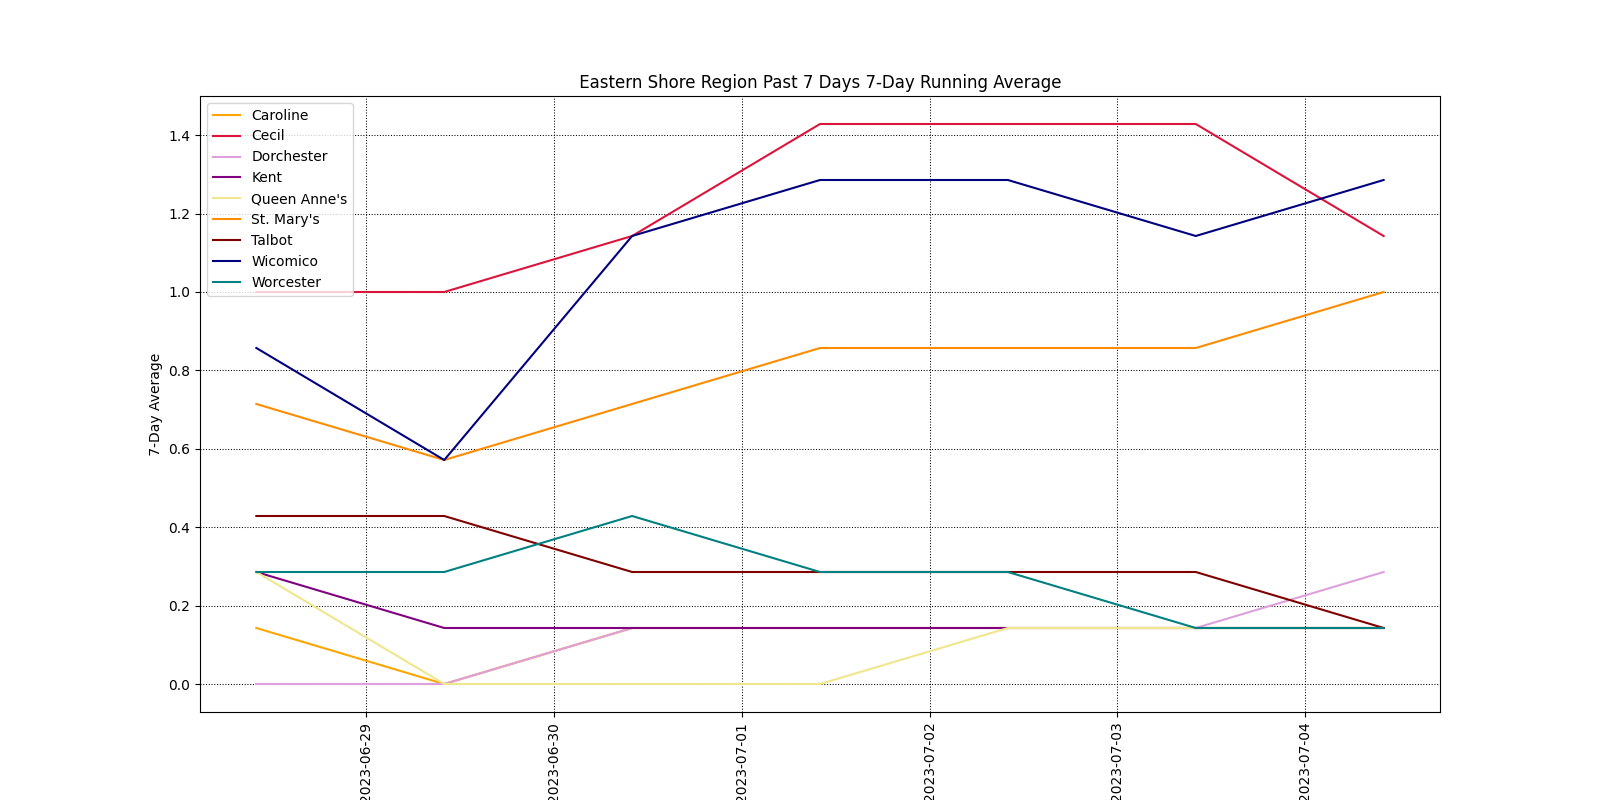 Eastern Shore Region Past 7 Days 7-Day Running Average
Caroline
Cecil
Dorchester
Kent
Queen Anne's
St. Mary's
Talbot
Wicomico
Worcester
7-Day Average
1.4
1.2
1.0
0.8
0.6
0.4
0.2
0.0
2023-06-29
2023-06-30
2023-07-01
2023-07-02
2023-07-03
2023-07-04